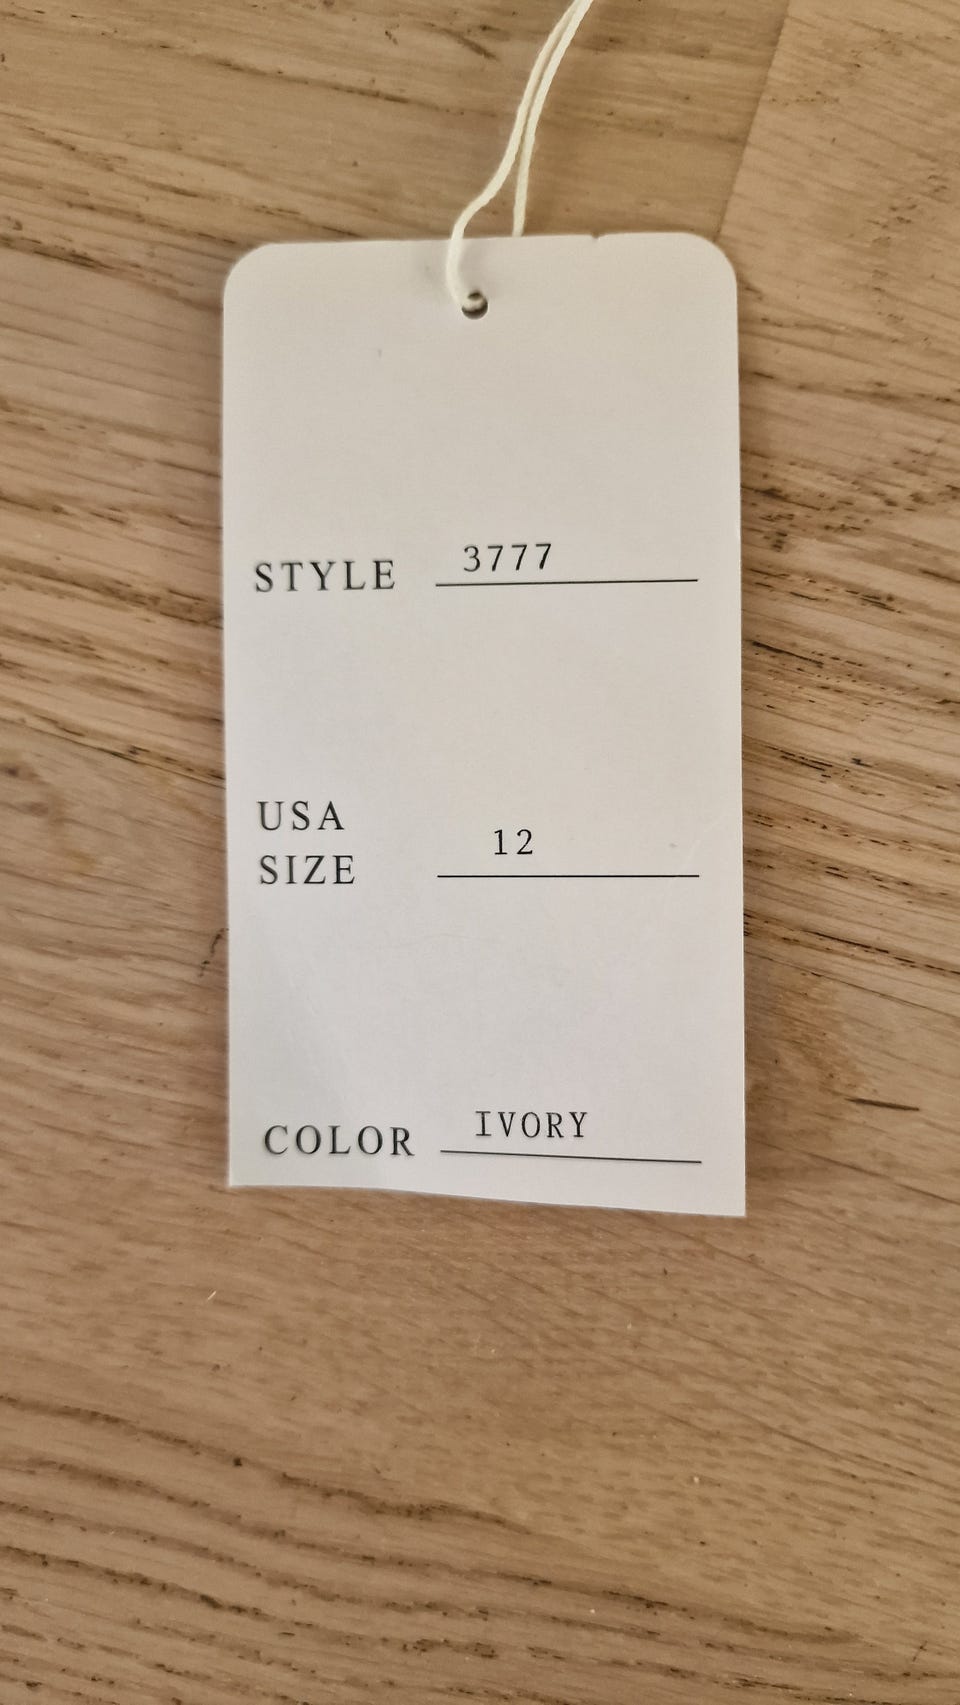 STYLE 3777
USA
SIZE 12
COLOR IVORY